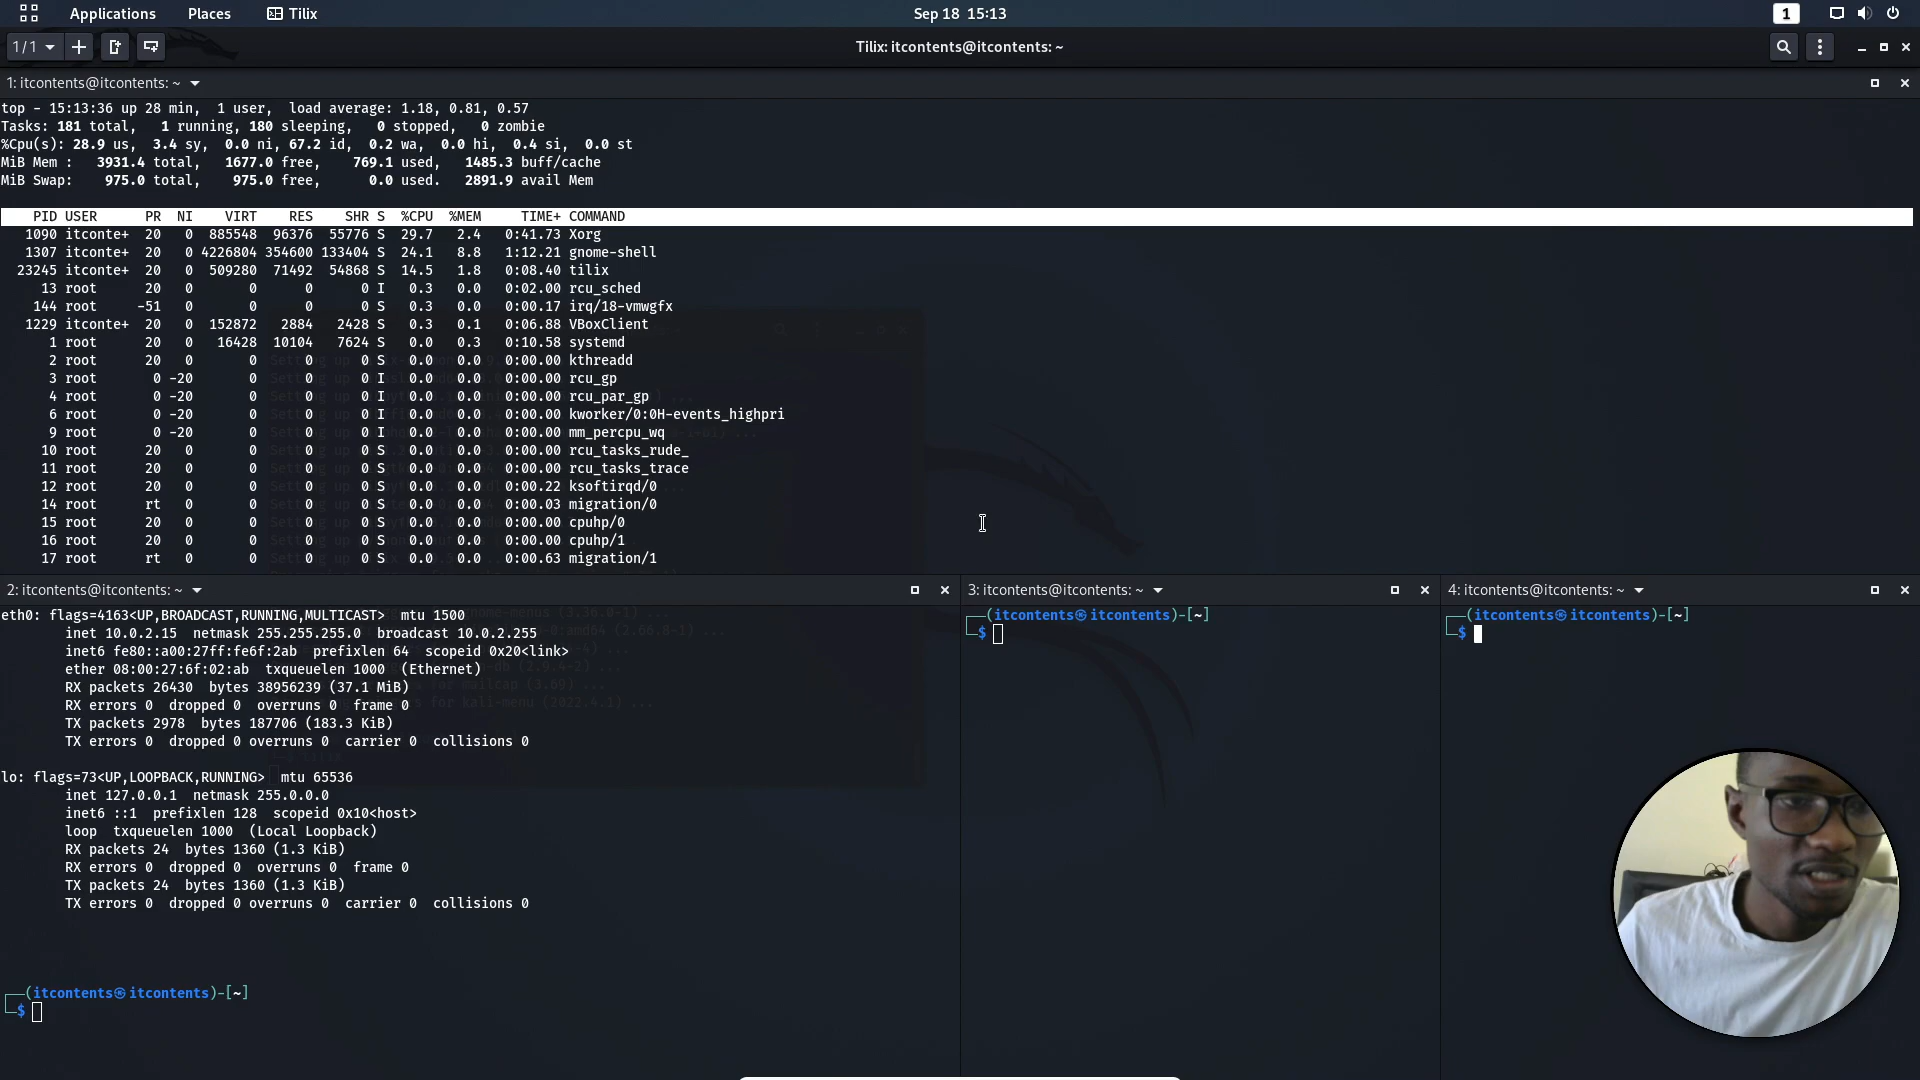 Applications Places Tilix Sep 18 15:13 1
1/1 Tilix: itcontents@itcontents: ~
1: itcontents@itcontents: ~
top - 15:13:36 up 28 min, 1 user, load average: 1.18, 0.81, 0.57
Tasks: 181 total, 1 running, 180 sleeping, 0 stopped, 0 zombie
%Cpu(s): 28.9 us, 3.4 sy, 0.0 ni, 67.2 id, 0.2 wa, 0.0 hi, 0.4 si, 0.0 st
MiB Mem : 3931.4 total, 1677.0 free, 769.1 used, 1485.3 buff/cache
MiB Swap: 975.0 total, 975.0 free, 0.0 used. 2891.9 avail Mem
PID USER PR NI VIRT RES SHR S %CPU %MEM TIME+ COMMAND
1090 itconte+ 20 0 885548 96376 55776 S 29.7 2.4 0:41.73 Xorg
1307 itconte+ 20 0 4226804 354600 133404 S 24.1 8.8 1:12.21 gnome-shell
23245 itconte+ 20 0 509280 71492 54868 S 14.5 1.8 0:08.40 tilix
13 root 20 0 0 0 0 I 0.3 0.0 0:02.00 rcu_sched
144 root -51 0 0 0 0 S 0.3 0.0 0:00.17 irq/18-vmwgfx
1229 itconte+ 20 0 152872 2884 2428 S 0.3 0.1 0:06.88 VBoxClient
1 root 20 0 16428 10104 7624 S 0.0 0.3 0:10.58 systemd
2 root 20 0 0 0 0 S 0.0 0.0 0:00.00 kthreadd
3 root 0 -20 0 0 0 I 0.0 0.0 0:00.00 rcu_gp
4 root 0 -20 0 0 0 I 0.0 0.0 0:00.00 rcu_par_gp
6 root 0 -20 0 0 0 I 0.0 0.0 0:00.00 kworker/0:0H-events_highpri
9 root 0 -20 0 0 0 I 0.0 0.0 0:00.00 mm_percpu_wq
10 root 20 0 0 0 0 S 0.0 0.0 0:00.00 rcu_tasks_rude_
11 root 20 0 0 0 0 S 0.0 0.0 0:00.00 rcu_tasks_trace
12 root 20 0 0 0 0 S 0.0 0.0 0:00.22 ksoftirqd/0
14 root rt 0 0 0 0 S 0.0 0.0 0:00.03 migration/0
15 root 20 0 0 0 0 S 0.0 0.0 0:00.00 cpuhp/0
16 root 20 0 0 0 0 S 0.0 0.0 0:00.00 cpuhp/1
17 root rt 0 0 0 0 S 0.0 0.0 0:00.63 migration/1
2: itcontents@itcontents: ~
eth0: flags=4163<UP,BROADCAST,RUNNING,MULTICAST> mtu 1500
inet 10.0.2.15 netmask 255.255.255.0 broadcast 10.0.2.255
inet6 fe80::a00:27ff:fe6f:2ab prefixlen 64 scopeid 0x20<link>
ether 08:00:27:6f:02:ab txqueuelen 1000 (Ethernet)
RX packets 26430 bytes 38956239 (37.1 MiB)
RX errors 0 dropped 0 overruns 0 frame 0
TX packets 2978 bytes 187706 (183.3 KiB)
TX errors 0 dropped 0 overruns 0 carrier 0 collisions 0
lo: flags=73<UP,LOOPBACK,RUNNING> mtu 65536
inet 127.0.0.1 netmask 255.0.0.0
inet6 ::1 prefixlen 128 scopeid 0x10<host>
loop txqueuelen 1000 (Local Loopback)
RX packets 24 bytes 1360 (1.3 KiB)
RX errors 0 dropped 0 overruns 0 frame 0
TX packets 24 bytes 1360 (1.3 KiB)
TX errors 0 dropped 0 overruns 0 carrier 0 collisions 0
(itcontents㉿itcontents)-[~]
$
3: itcontents@itcontents: ~
(itcontents㉿itcontents)-[~]
$
4: itcontents@itcontents: ~
(itcontents㉿itcontents)-[~]
$